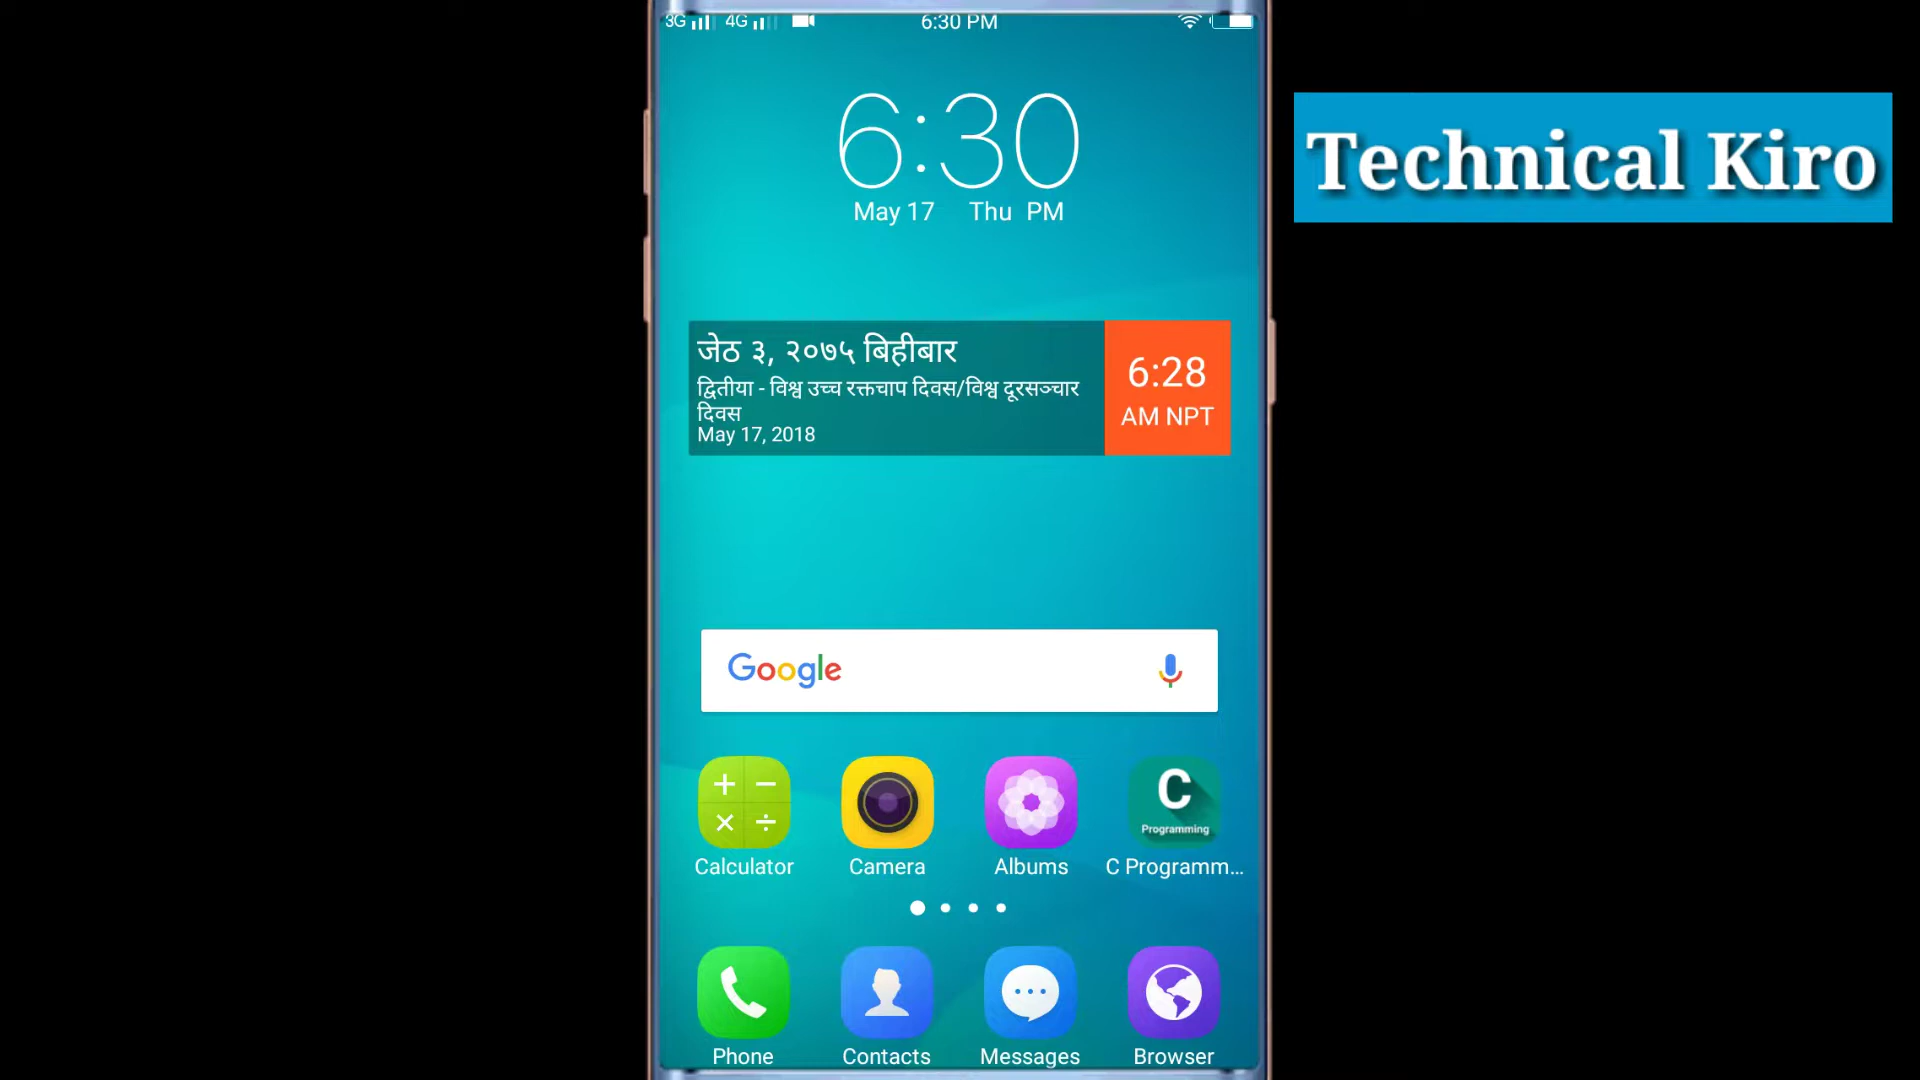 3G 4G 6:30 PM
6:30
May 17 Thu PM
Technical Kiro
जेठ ३, २०७५ बिहीबार
द्वितीया - विश्व उच्च रक्तचाप दिवस/विश्व दूरसञ्चार
दिवस
May 17, 2018
6:28
AM NPT
Google
C
Programming
Calculator Camera Albums C Programm...
Phone Contacts Messages Browser